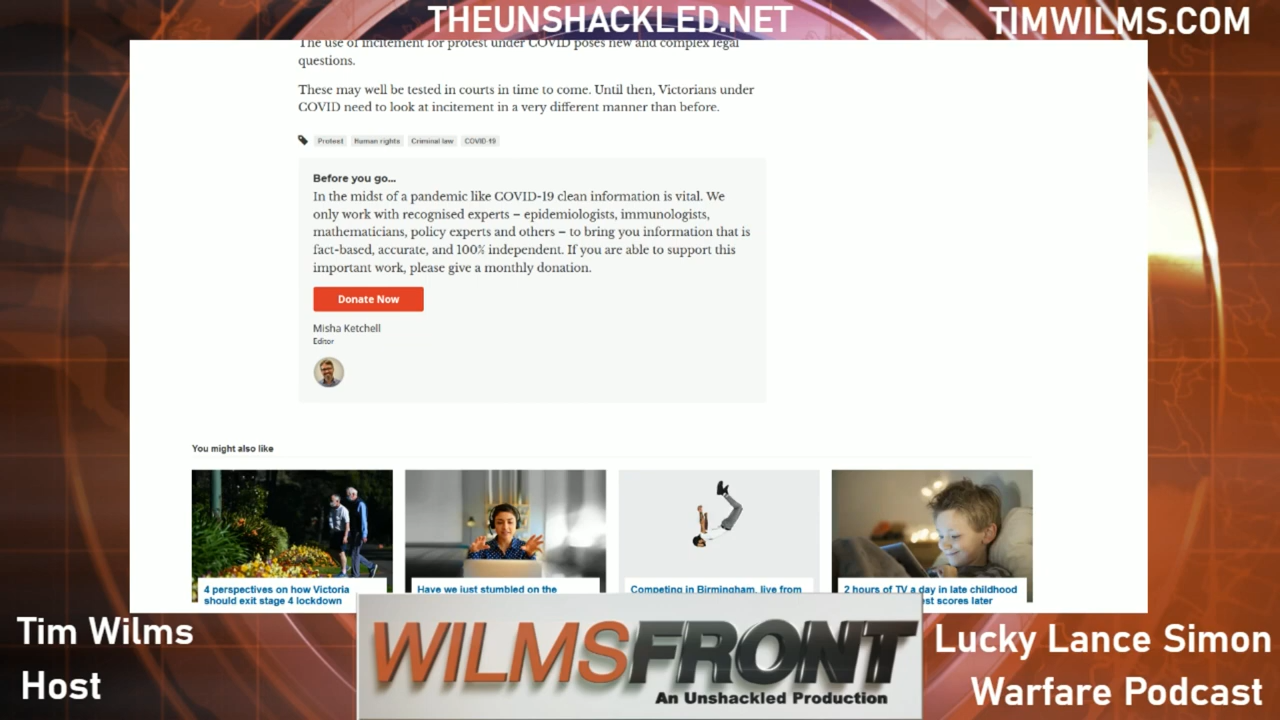 THEUNSHACKLED.NET
TIMWILMS.COM
The use of incitement for protest under COVID poses new and complex legal
questions.
These may well be tested in courts in time to come. Until then, Victorians under
COVID need to look at incitement in a very different manner than before.
Protest Human rights Criminal law COVID-19
Before you go...
In the midst of a pandemic like COVID-19 clean information is vital. We
only work with recognised experts – epidemiologists, immunologists,
mathematicians, policy experts and others – to bring you information that is
fact-based, accurate, and 100% independent. If you are able to support this
important work, please give a monthly donation.
Donate Now
Misha Ketchell
Editor
You might also like
4 perspectives on how Victoria
should exit stage 4 lockdown
Have we just stumbled on the
Competing in Birmingham, live from
2 hours of TV a day in late childhood
scores later
Tim Wilms
Host
WILMSFRONT
An Unshackled Production
Lucky Lance Simon
Warfare Podcast